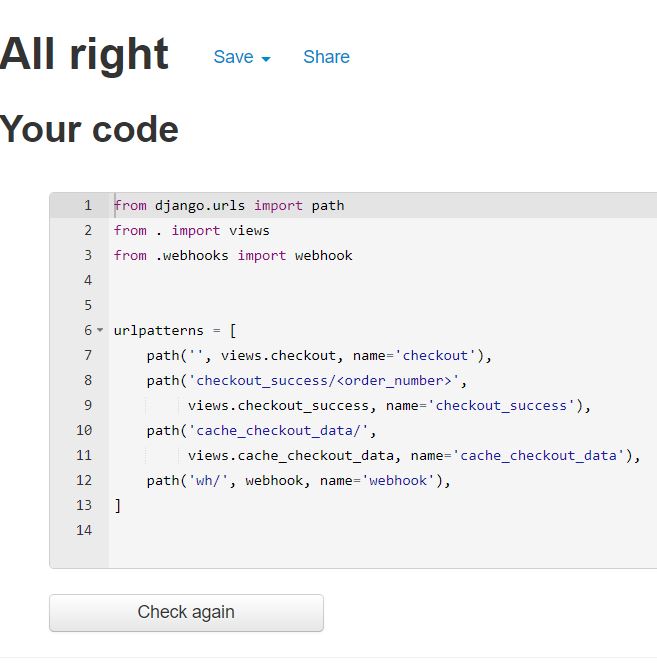 All right Save Share
Your code
1 from django.urls import path
2 from . import views
3 from .webhooks import webhook
4
5
6 urlpatterns = [
7     path('', views.checkout, name='checkout'),
8     path('checkout_success/<order_number>',
9          views.checkout_success, name='checkout_success'),
10     path('cache_checkout_data/',
11          views.cache_checkout_data, name='cache_checkout_data'),
12     path('wh/', webhook, name='webhook'),
13 ]
14
Check again